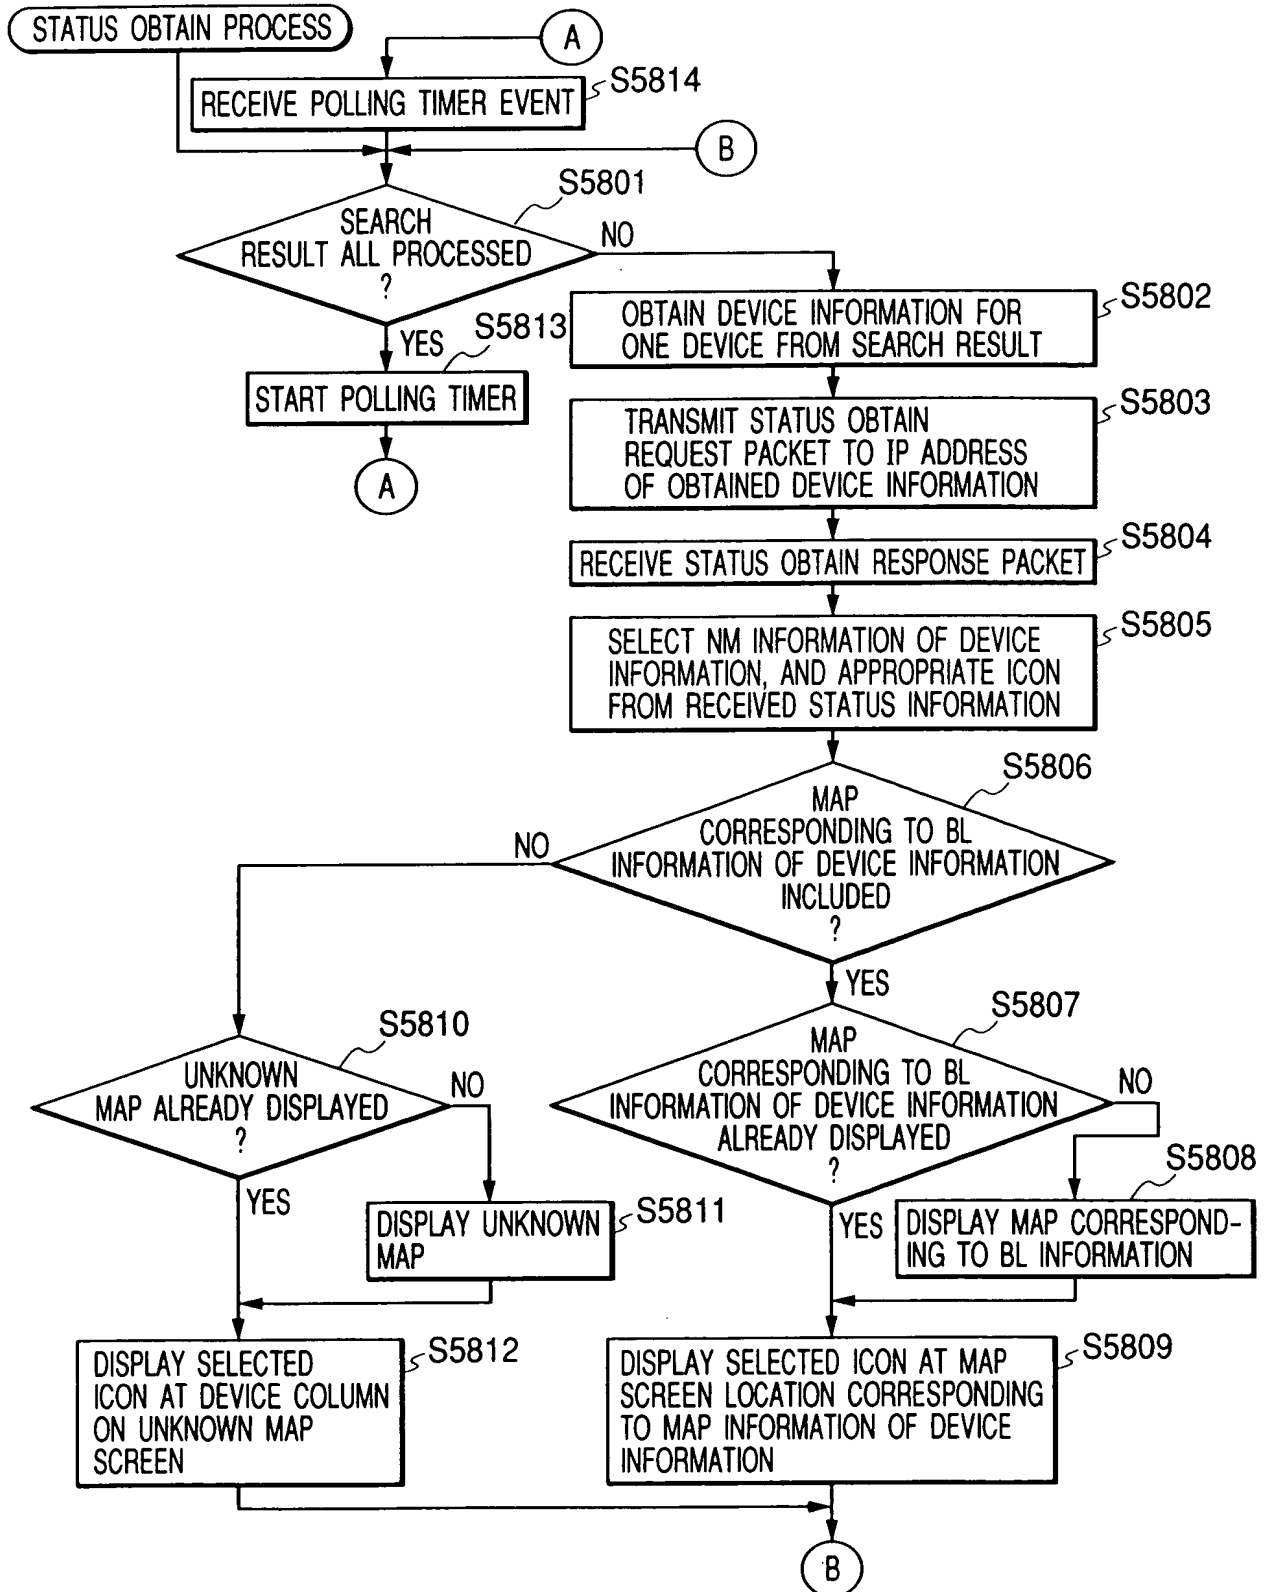 STATUS OBTAIN PROCESS
A
RECEIVE POLLING TIMER EVENT
S5814
B
S5801
SEARCH
RESULT ALL PROCESSED
?
NO
YES
S5813
START POLLING TIMER
A
S5802
OBTAIN DEVICE INFORMATION FOR
ONE DEVICE FROM SEARCH RESULT
S5803
TRANSMIT STATUS OBTAIN
REQUEST PACKET TO IP ADDRESS
OF OBTAINED DEVICE INFORMATION
S5804
RECEIVE STATUS OBTAIN RESPONSE PACKET
S5805
SELECT NM INFORMATION OF DEVICE
INFORMATION, AND APPROPRIATE ICON
FROM RECEIVED STATUS INFORMATION
S5806
MAP
CORRESPONDING TO BL
INFORMATION OF DEVICE INFORMATION
INCLUDED
?
NO
YES
S5807
MAP
CORRESPONDING TO BL
INFORMATION OF DEVICE INFORMATION
ALREADY DISPLAYED
?
NO
YES
S5808
DISPLAY MAP CORRESPOND-
ING TO BL INFORMATION
S5810
UNKNOWN
MAP ALREADY DISPLAYED
?
NO
YES
S5811
DISPLAY UNKNOWN
MAP
S5812
DISPLAY SELECTED
ICON AT DEVICE COLUMN
ON UNKNOWN MAP
SCREEN
S5809
DISPLAY SELECTED ICON AT MAP
SCREEN LOCATION CORRESPONDING
TO MAP INFORMATION OF DEVICE
INFORMATION
B